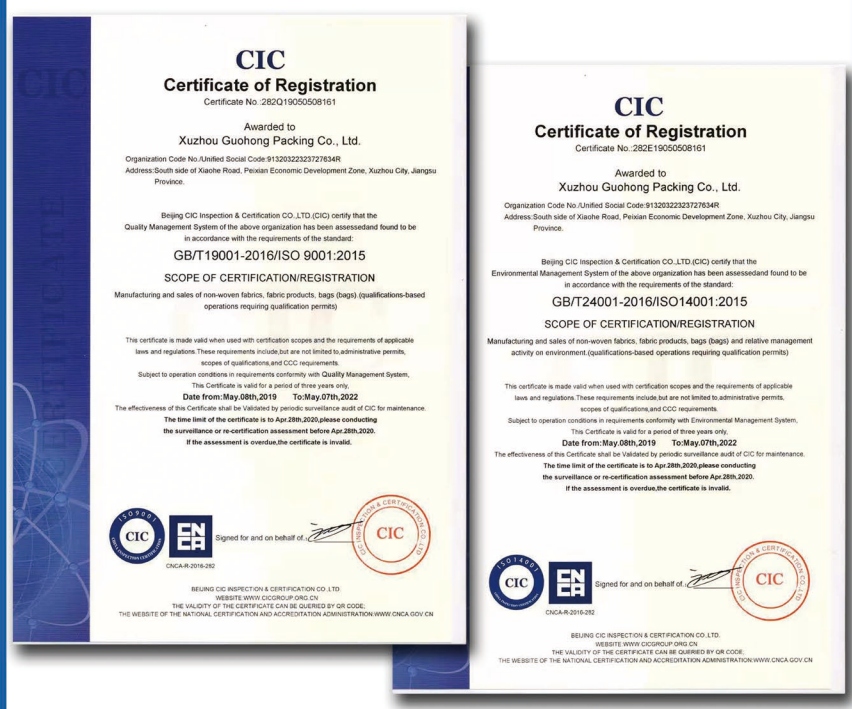 CIC
Certificate of Registration
Certificate No.:282Q19050508161
Awarded to
Xuzhou Guohong Packing Co., Ltd.
Organization Code No./Unified Social Code:91320322323727634R
Address:South side of Xiaohe Road, Peixian Economic Development Zone, Xuzhou City, Jiangsu
Province.
Beijing CIC Inspection & Certification CO.,LTD.(CIC) certify that the
Quality Management System of the above organization has been assessedand found to be
in accordance with the requirements of the standard:
GB/T19001-2016/ISO 9001:2015
SCOPE OF CERTIFICATION/REGISTRATION
Manufacturing and sales of non-woven fabrics, fabric products, bags (bags).(qualifications-based
operations requiring qualification permits)
This certificate is made valid when used with certification scopes and the requirements of applicable
laws and regulations.These requirements include,but are not limited to,administrative permits,
scopes of qualifications,and CCC requirements.
Subject to operation conditions in requirements conformity with Quality Management System,
This Certificate is valid for a period of three years only,
Date from:May.08th,2019 To:May.07th,2022
The effectiveness of this Certificate shall be Validated by periodic surveillance audit of CIC for maintenance.
The time limit of the certificate is to Apr.28th,2020,please conducting
the surveillance or re-certification assessment before Apr.28th,2020.
If the assessment is overdue,the certificate is invalid.
ISO9001
CIC
CNCA
CNCA-R-2016-282
Signed for and on behalf of.:
CIC INSPECTION & CERTIFICATION CO.,LTD
CIC
BEIJING CIC INSPECTION & CERTIFICATION CO.,LTD.
WEBSITE:WWW.CICGROUP.ORG.CN
THE VALIDITY OF THE CERTIFICATE CAN BE QUERIED BY QR CODE;
THE WEBSITE OF THE NATIONAL CERTIFICATION AND ACCREDITATION ADMINISTRATION:WWW.CNCA.GOV.CN
CIC
CERTIFICATE
CIC
Certificate of Registration
Certificate No.:282E19050508161
Awarded to
Xuzhou Guohong Packing Co., Ltd.
Organization Code No./Unified Social Code:91320322323727634R
Address:South side of Xiaohe Road, Peixian Economic Development Zone, Xuzhou City, Jiangsu
Province.
Beijing CIC Inspection & Certification CO.,LTD.(CIC) certify that the
Environmental Management System of the above organization has been assessedand found to be
in accordance with the requirements of the standard:
GB/T24001-2016/ISO14001:2015
SCOPE OF CERTIFICATION/REGISTRATION
Manufacturing and sales of non-woven fabrics, fabric products, bags (bags) and relative management
activity on environment.(qualifications-based operations requiring qualification permits)
This certificate is made valid when used with certification scopes and the requirements of applicable
laws and regulations.These requirements include,but are not limited to,administrative permits,
scopes of qualifications,and CCC requirements.
Subject to operation conditions in requirements conformity with Environmental Management System,
This Certificate is valid for a period of three years only,
Date from:May.08th,2019 To:May.07th,2022
The effectiveness of this Certificate shall be Validated by periodic surveillance audit of CIC for maintenance.
The time limit of the certificate is to Apr.28th,2020,please conducting
the surveillance or re-certification assessment before Apr.28th,2020.
If the assessment is overdue,the certificate is invalid.
ISO14001
CIC
CNCA
CNCA-R-2016-282
Signed for and on behalf of.:
CIC INSPECTION & CERTIFICATION CO.,LTD
CIC
BEIJING CIC INSPECTION & CERTIFICATION CO.,LTD.
WEBSITE:WWW.CICGROUP.ORG.CN
THE VALIDITY OF THE CERTIFICATE CAN BE QUERIED BY QR CODE;
THE WEBSITE OF THE NATIONAL CERTIFICATION AND ACCREDITATION ADMINISTRATION:WWW.CNCA.GOV.CN